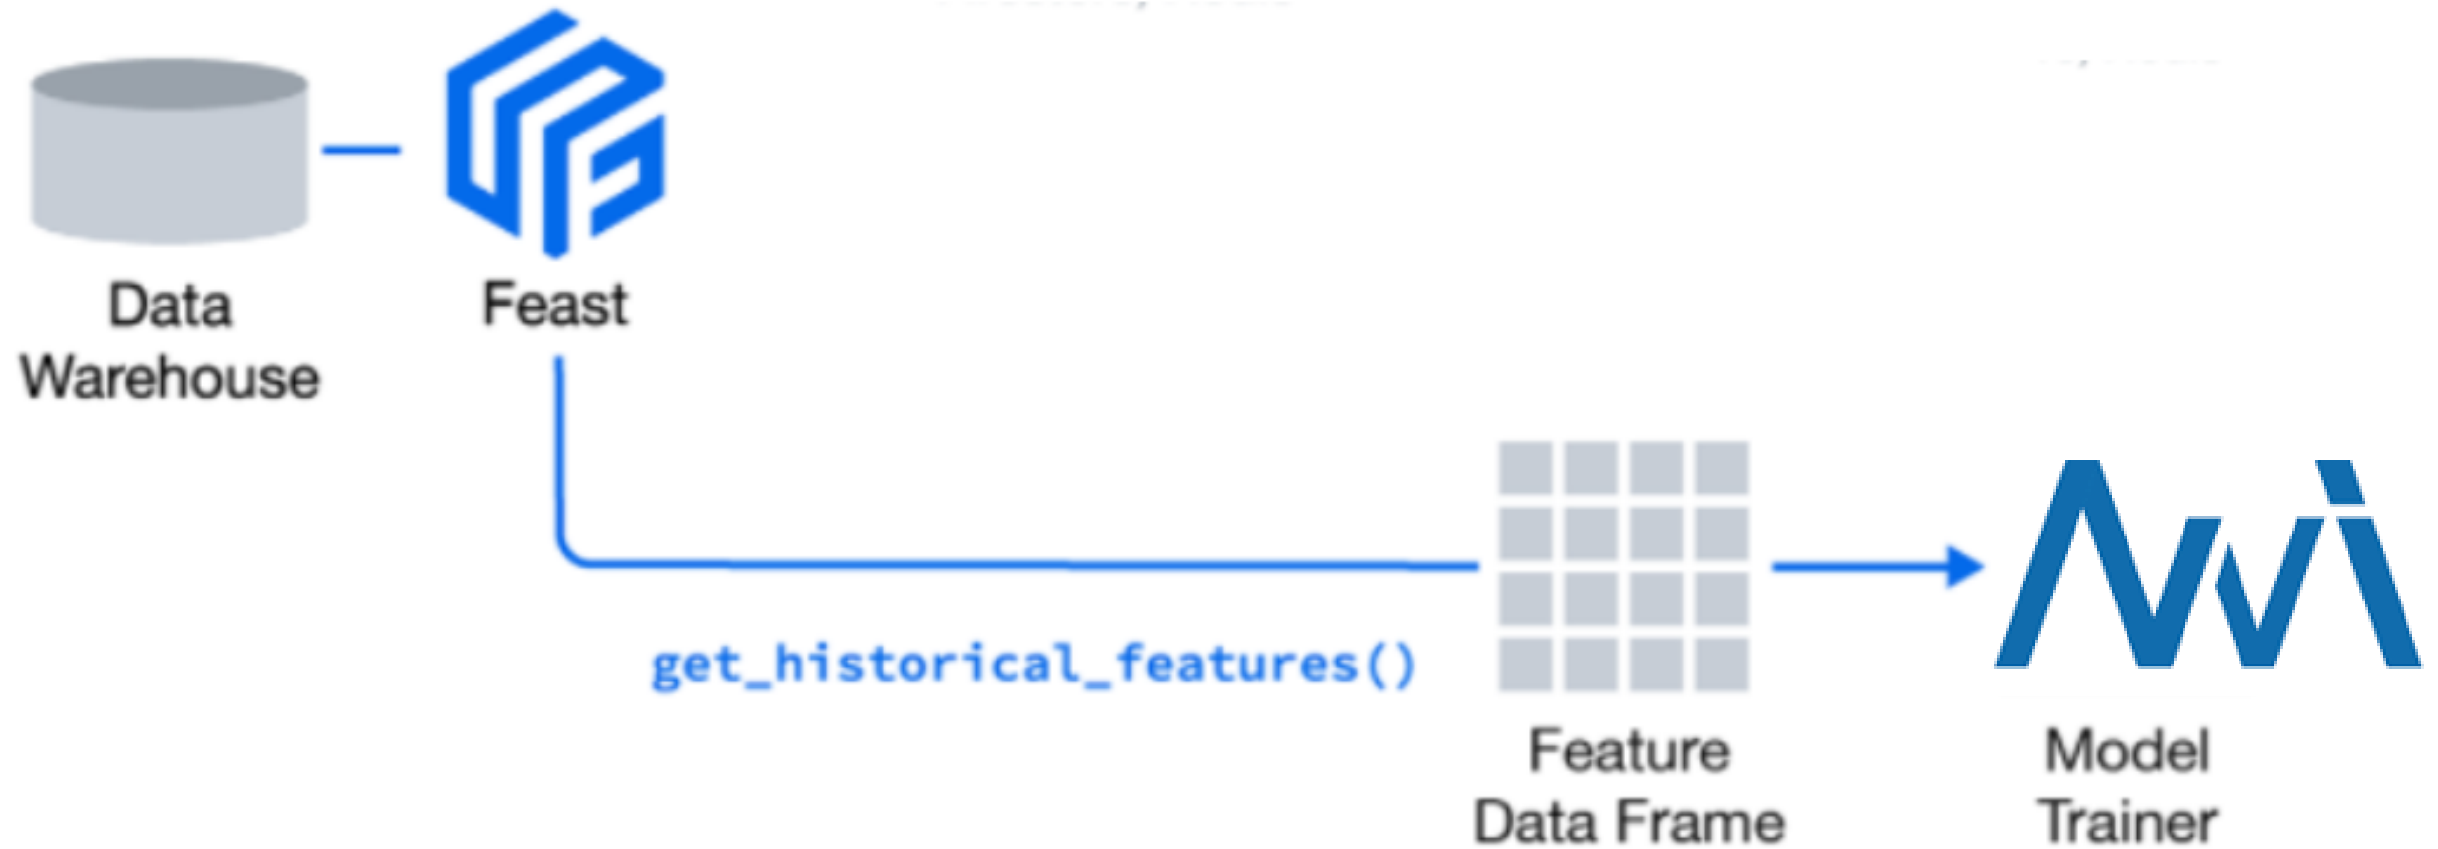 Data
Warehouse
Feast
get_historical_features()
Feature
Data Frame
Model
Trainer